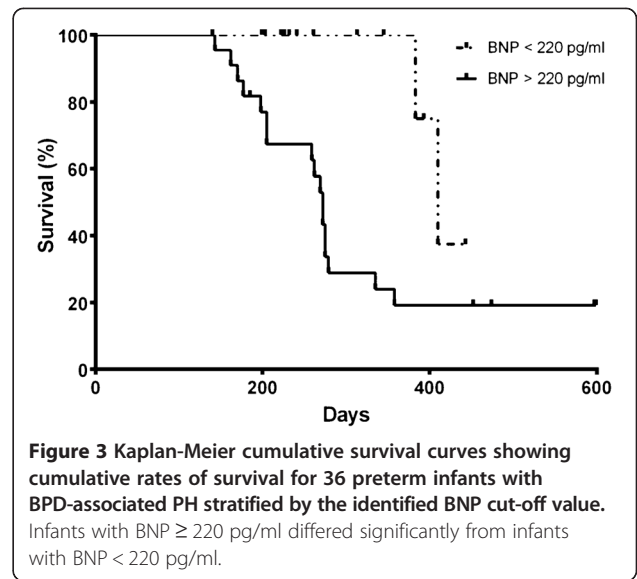 100
80
60
40
20
0
Survival (%)
BNP < 220 pg/ml
BNP > 220 pg/ml
0 200 400 600
Days
Figure 3 Kaplan-Meier cumulative survival curves showing
cumulative rates of survival for 36 preterm infants with
BPD-associated PH stratified by the identified BNP cut-off value.
Infants with BNP ≥ 220 pg/ml differed significantly from infants
with BNP < 220 pg/ml.